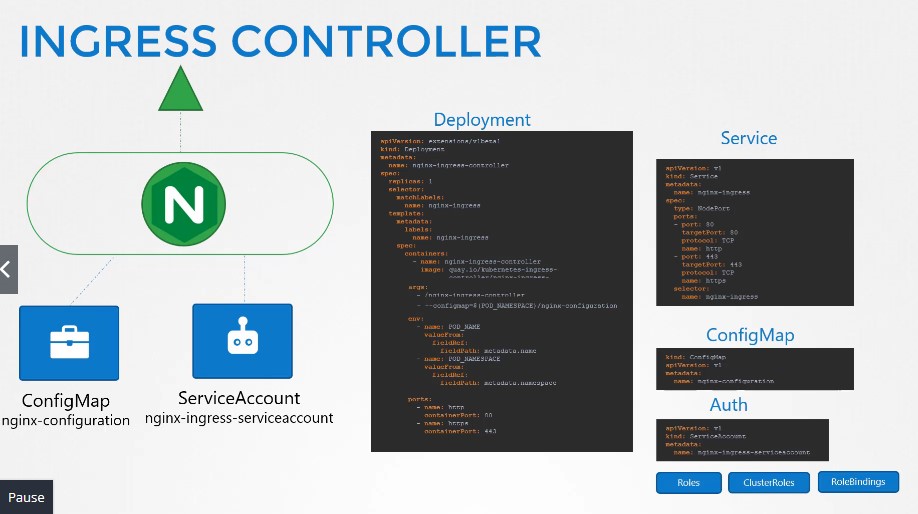 INGRESS CONTROLLER
N
ConfigMap
nginx-configuration
ServiceAccount
nginx-ingress-serviceaccount
Pause
Deployment
apiVersion: extensions/v1beta1
kind: Deployment
metadata:
name: nginx-ingress-controller
spec:
replicas: 1
selector:
matchLabels:
name: nginx-ingress
template:
metadata:
labels:
name: nginx-ingress
spec:
containers:
- name: nginx-ingress-controller
image: quay.io/kubernetes-ingress-
controller/nginx-ingress-controller
args:
- /nginx-ingress-controller
- --configmap=$(POD_NAMESPACE)/nginx-configuration
env:
- name: POD_NAME
valueFrom:
fieldRef:
fieldPath: metadata.name
- name: POD_NAMESPACE
valueFrom:
fieldRef:
fieldPath: metadata.namespace
ports:
- name: http
containerPort: 80
- name: https
containerPort: 443
Service
apiVersion: v1
kind: Service
metadata:
name: nginx-ingress
spec:
type: NodePort
ports:
- port: 80
targetPort: 80
protocol: TCP
name: http
- port: 443
targetPort: 443
protocol: TCP
name: https
selector:
name: nginx-ingress
ConfigMap
kind: ConfigMap
apiVersion: v1
metadata:
name: nginx-configuration
Auth
apiVersion: v1
kind: ServiceAccount
metadata:
name: nginx-ingress-serviceaccount
Roles
ClusterRoles
RoleBindings